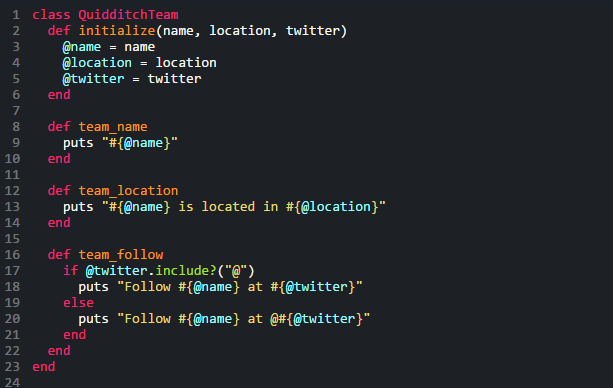 1 class QuidditchTeam
2   def initialize(name, location, twitter)
3     @name = name
4     @location = location
5     @twitter = twitter
6   end
7
8   def team_name
9     puts "#{@name}"
10   end
11
12   def team_location
13     puts "#{@name} is located in #{@location}"
14   end
15
16   def team_follow
17     if @twitter.include?("@")
18       puts "Follow #{@name} at #{@twitter}"
19     else
20       puts "Follow #{@name} at @#{@twitter}"
21     end
22   end
23 end
24